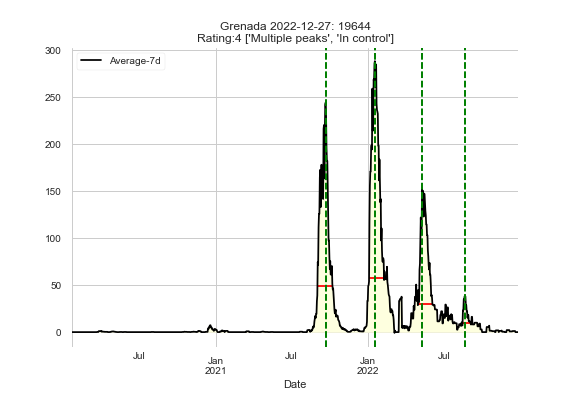 Grenada 2022-12-27: 19644
Rating:4 ['Multiple peaks', 'In control']
300
Average-7d
250
200
150
100
50
0
Jul
Jan
2021
Jul
Jan
2022
Jul
Date